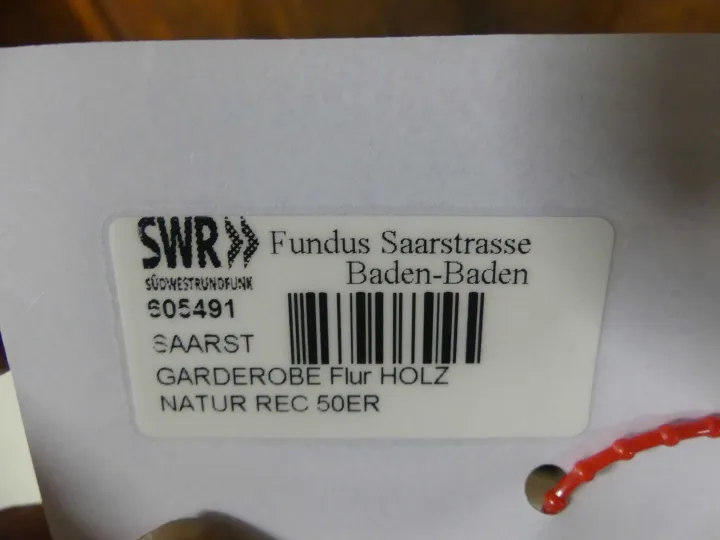 SWR Fundus Saarstrasse
SÜDWESTRUNDFUNK Baden-Baden
605491
SAARST
GARDEROBE Flur HOLZ
NATUR REC 50ER